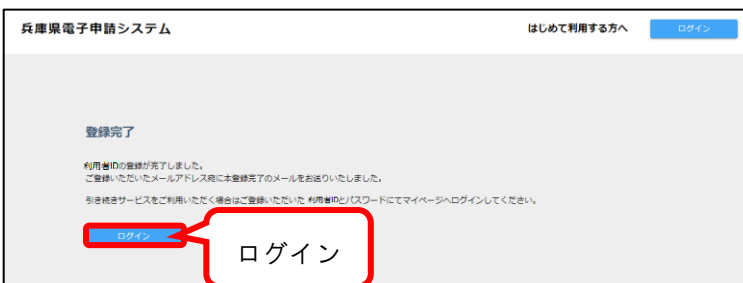 兵庫県電子申請システム
はじめて利用する方へ
ログイン
登録完了
利用者IDの登録が完了しました。
ご登録いただいたメールアドレス宛に本登録完了のメールをお送りいたしました。
引き続きサービスをご利用いただく場合はご登録いただいた 利用者IDとパスワードにてマイページへログインしてください。
ログイン
ログイン